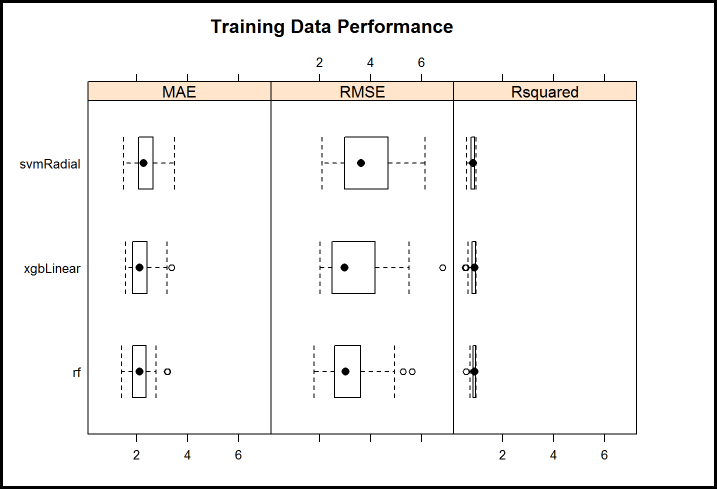 Training Data Performance
2 4 6
MAE RMSE Rsquared
svmRadial
xgbLinear
rf
2 4 6 2 4 6